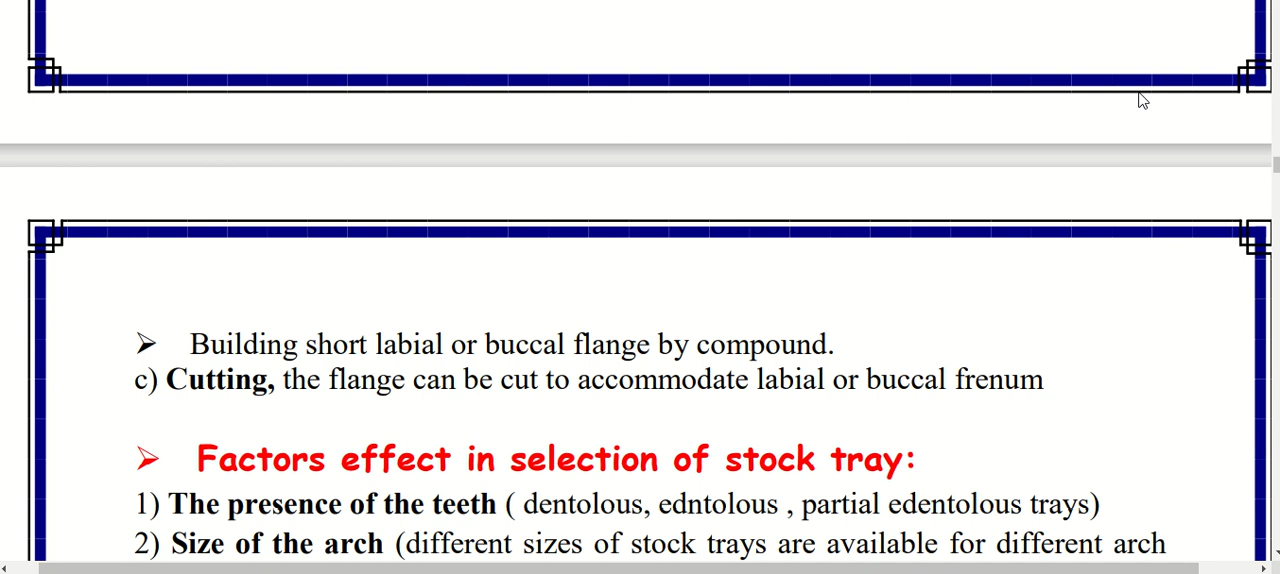 ➢ Building short labial or buccal flange by compound.
c) Cutting, the flange can be cut to accommodate labial or buccal frenum
➢ Factors effect in selection of stock tray:
1) The presence of the teeth ( dentolous, edntolous , partial edentolous trays)
2) Size of the arch (different sizes of stock trays are available for different arch